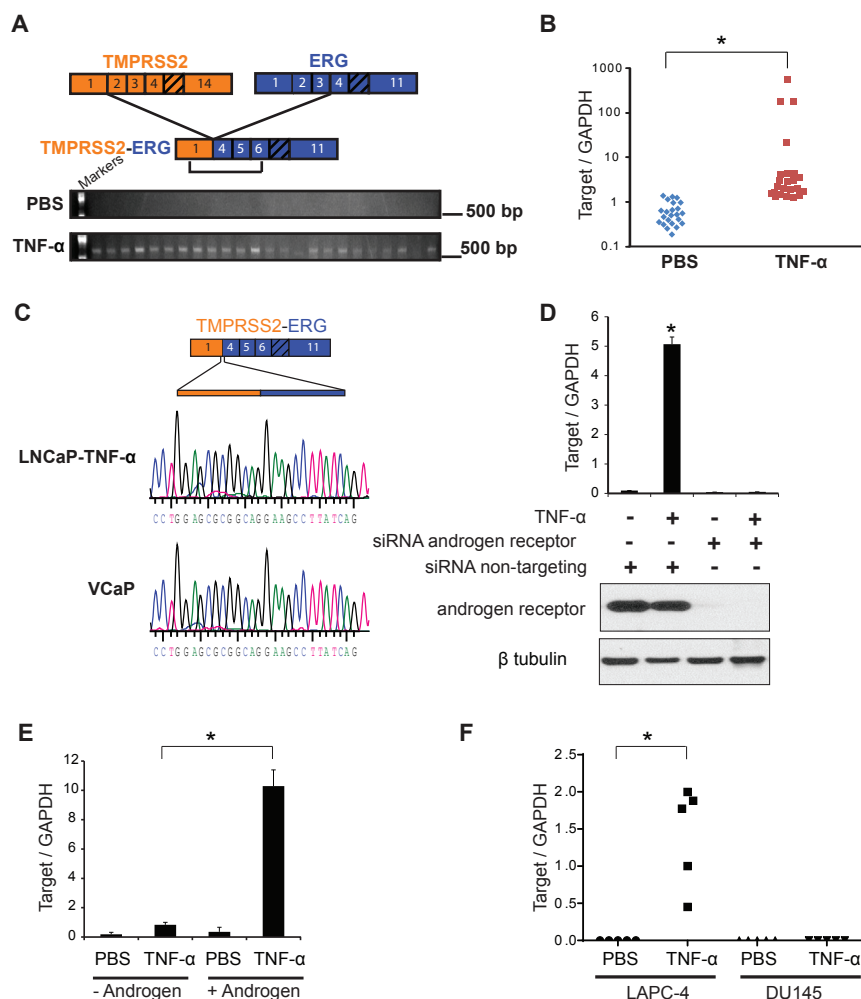 A
TMPRSS2
ERG
1 2 3 4 14
1 2 3 4 11
TMPRSS2-ERG
1 4 5 6 11
Markers
PBS
500 bp
TNF-α
500 bp
B
*
Target / GAPDH
1000
100
10
1
0.1
PBS
TNF-α
C
TMPRSS2-ERG
1 4 5 6 11
LNCaP-TNF-α
CCTGGAGCGCGGCAGGAAGCCTTATCAG
VCaP
CCTGGAGCGCGGCAGGAAGCCTTATCAG
D
Target / GAPDH
6
5
4
3
2
1
0
*
TNF-α - + - +
siRNA androgen receptor - - + +
siRNA non-targeting + + - -
androgen receptor
β tubulin
E
*
Target / GAPDH
12
10
8
6
4
2
0
PBS TNF-α PBS TNF-α
- Androgen + Androgen
F
*
Target / GAPDH
2.5
2.0
1.5
1.0
0.5
0.0
PBS TNF-α PBS TNF-α
LAPC-4 DU145